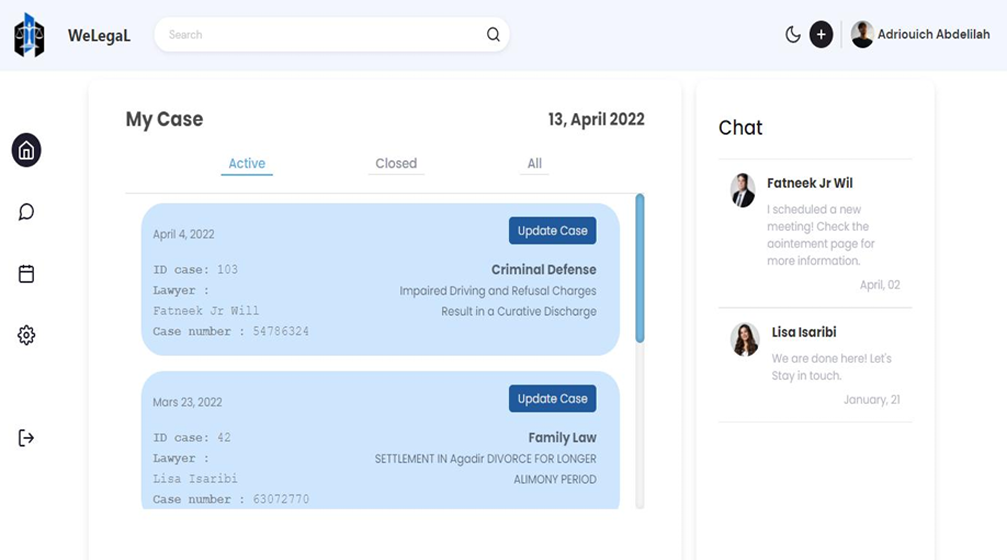 WeLegaL
Search
Adriouich Abdelilah
My Case
13, April 2022
Active
Closed
All
April 4, 2022
Update Case
ID case: 103
Criminal Defense
Lawyer :
Impaired Driving and Refusal Charges
Fatneek Jr Will
Result in a Curative Discharge
Case number : 54786324
Mars 23, 2022
Update Case
ID case: 42
Family Law
Lawyer :
SETTLEMENT IN Agadir DIVORCE FOR LONGER
Lisa Isaribi
ALIMONY PERIOD
Case number : 63072770
Chat
Fatneek Jr Wil
I scheduled a new
meeting! Check the
aointement page for
more information.
April, 02
Lisa Isaribi
We are done here! Let's
Stay in touch.
January, 21